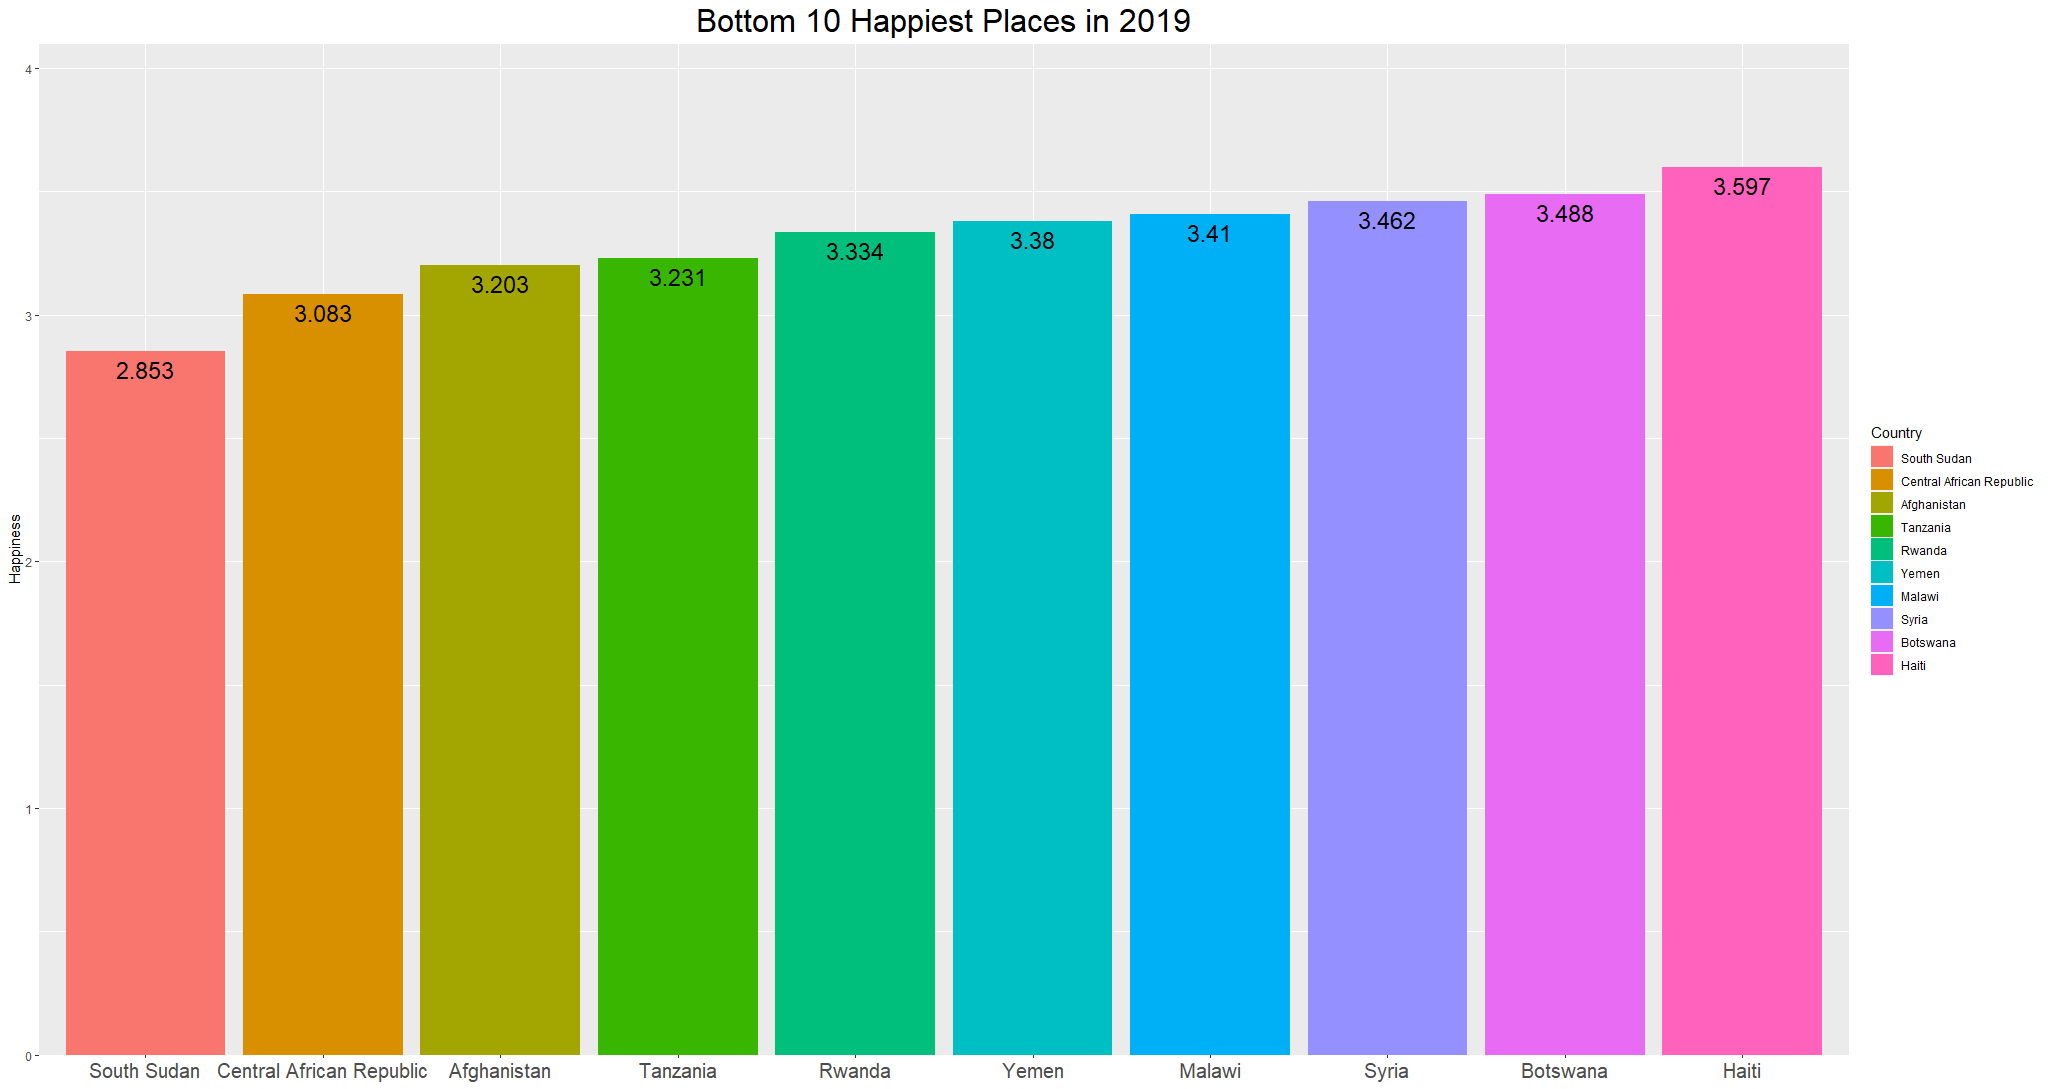 Bottom 10 Happiest Places in 2019
Happiness
4
3
2
1
0
2.853
3.083
3.203
3.231
3.334
3.38
3.41
3.462
3.488
3.597
South Sudan
Central African Republic
Afghanistan
Tanzania
Rwanda
Yemen
Malawi
Syria
Botswana
Haiti
Country
South Sudan
Central African Republic
Afghanistan
Tanzania
Rwanda
Yemen
Malawi
Syria
Botswana
Haiti